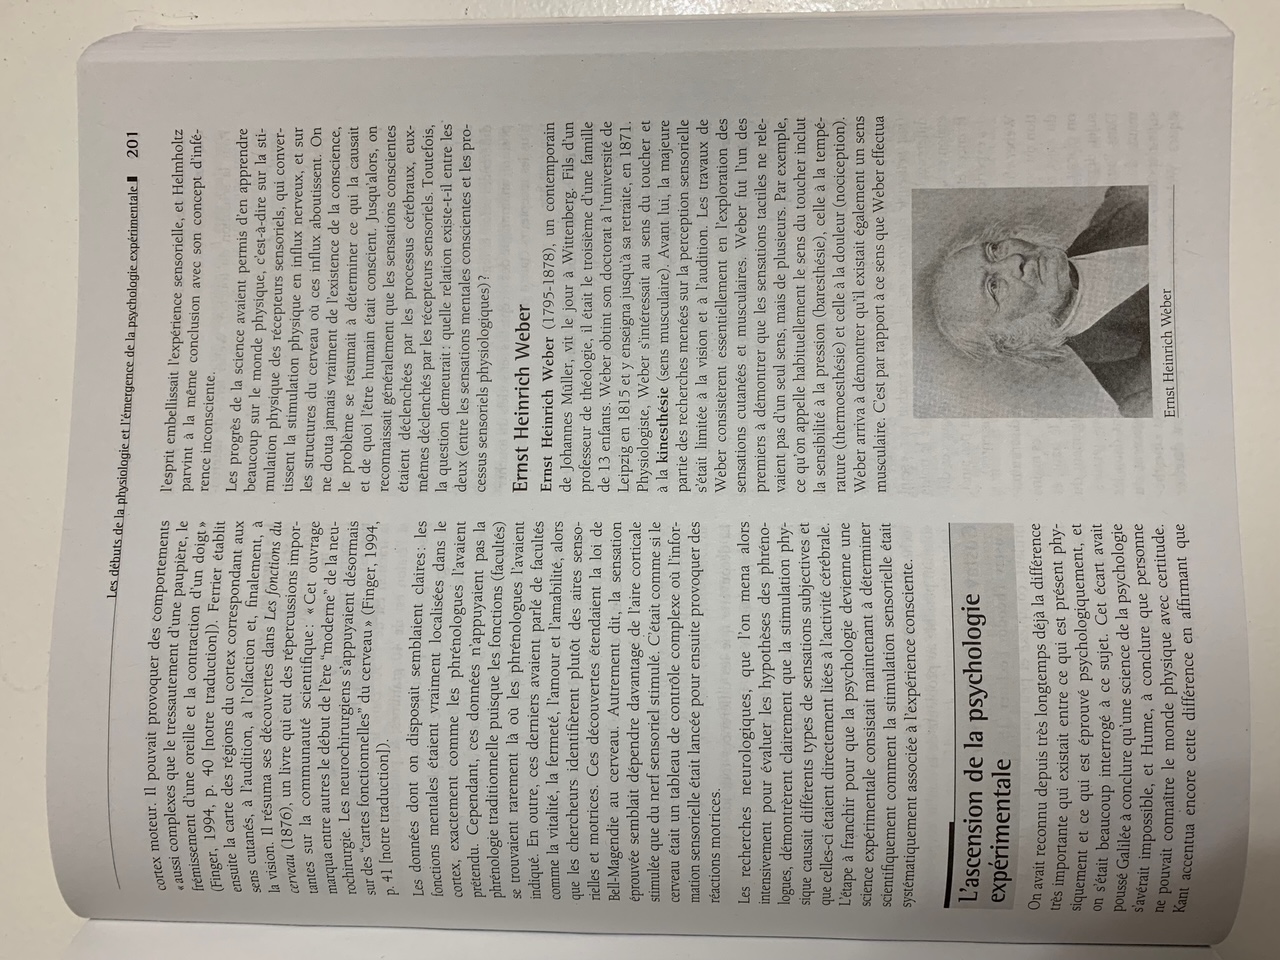 Les débuts de la physiologie et l'émergence de la psychologie expérimentale 201
cortex moteur. Il pouvait provoquer des comportements
« aussi complexes que le tressautement d'une paupière, le
frémissement d'une oreille et la contraction d'un doigt »
(Finger, 1994, p. 40 [notre traduction]). Ferrier établit
ensuite la carte des régions du cortex correspondant aux
sens cutanés, à l'audition, à l'olfaction et, finalement, à
la vision. Il résuma ses découvertes dans Les fonctions du
cerveau (1876), un livre qui eut des répercussions impor-
tantes sur la communauté scientifique : « Cet ouvrage
marqua entre autres le début de l'ère “moderne” de la neu-
rochirurgie. Les neurochirurgiens s'appuyaient désormais
sur des “cartes fonctionnelles” du cerveau » (Finger, 1994,
p. 41 [notre traduction]).
Les données dont on disposait semblaient claires : les
fonctions mentales étaient vraiment localisées dans le
cortex, exactement comme les phrénologues l'avaient
prétendu. Cependant, ces données n'appuyaient pas la
phrénologie traditionnelle puisque les fonctions (facultés)
se trouvaient rarement là où les phrénologues l'avaient
indiqué. En outre, ces derniers avaient parlé de facultés
comme la vitalité, la fermeté, l'amour et l'amabilité, alors
que les chercheurs identifièrent plutôt des aires senso-
rielles et motrices. Ces découvertes étendaient la loi de
Bell-Magendie au cerveau. Autrement dit, la sensation
éprouvée semblait dépendre davantage de l'aire corticale
stimulée que du nerf sensoriel stimulé. C'était comme si le
cerveau était un tableau de contrôle complexe où l'infor-
mation sensorielle était lancée pour ensuite provoquer des
réactions motrices.
Les recherches neurologiques, que l'on mena alors
intensivement pour évaluer les hypothèses des phréno-
logues, démontrèrent clairement que la stimulation phy-
sique causait différents types de sensations subjectives et
que celles-ci étaient directement liées à l'activité cérébrale.
L'étape à franchir pour que la psychologie devienne une
science expérimentale consistait maintenant à déterminer
scientifiquement comment la stimulation sensorielle était
systématiquement associée à l'expérience consciente.
L'ascension de la psychologie
expérimentale
On avait reconnu depuis très longtemps déjà la différence
très importante qui existait entre ce qui est présent phy-
siquement et ce qui est éprouvé psychologiquement, et
on s'était beaucoup interrogé à ce sujet. Cet écart avait
poussé Galilée à conclure qu'une science de la psychologie
s'avérait impossible, et Hume, à conclure que personne
ne pouvait connaître le monde physique avec certitude.
Kant accentua encore cette différence en affirmant que
l'esprit embellissait l'expérience sensorielle, et Helmholtz
parvint à la même conclusion avec son concept d'infé-
rence inconsciente.
Les progrès de la science avaient permis d'en apprendre
beaucoup sur le monde physique, c'est-à-dire sur la sti-
mulation physique des récepteurs sensoriels, qui conver-
tissent la stimulation physique en influx nerveux, et sur
les structures du cerveau où ces influx aboutissent. On
ne douta jamais vraiment de l'existence de la conscience,
le problème se résumait à déterminer ce qui la causait
et de quoi l'être humain était conscient. Jusqu'alors, on
reconnaissait généralement que les sensations conscientes
étaient déclenchées par les processus cérébraux, eux-
mêmes déclenchés par les récepteurs sensoriels. Toutefois,
la question demeurait : quelle relation existe-t-il entre les
deux (entre les sensations mentales conscientes et les pro-
cessus sensoriels physiologiques) ?
Ernst Heinrich Weber
Ernst Heinrich Weber (1795-1878), un contemporain
de Johannes Müller, vit le jour à Wittenberg. Fils d'un
professeur de théologie, il était le troisième d'une famille
de 13 enfants. Weber obtint son doctorat à l'université de
Leipzig en 1815 et y enseigna jusqu'à sa retraite, en 1871.
Physiologiste, Weber s'intéressait au sens du toucher et
à la kinesthésie (sens musculaire). Avant lui, la majeure
partie des recherches menées sur la perception sensorielle
s'était limitée à la vision et à l'audition. Les travaux de
Weber consistèrent essentiellement en l'exploration des
sensations cutanées et musculaires. Weber fut l'un des
premiers à démontrer que les sensations tactiles ne rele-
vaient pas d'un seul sens, mais de plusieurs. Par exemple,
ce qu'on appelle habituellement le sens du toucher inclut
la sensibilité à la pression (baresthésie), celle à la tempé-
rature (thermoesthésie) et celle à la douleur (nociception).
Weber arriva à démontrer qu'il existait également un sens
musculaire. C'est par rapport à ce sens que Weber effectua
Ernst Heinrich Weber